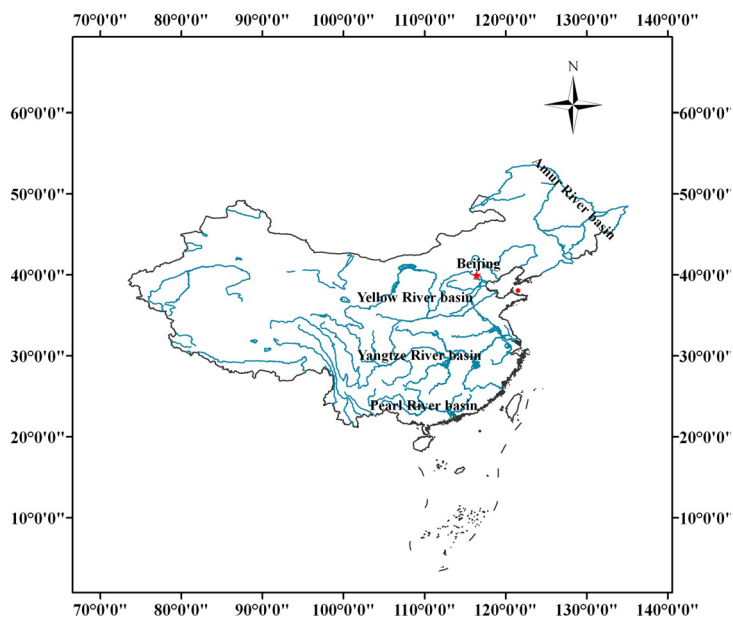 70°0'0" 80°0'0" 90°0'0" 100°0'0" 110°0'0" 120°0'0" 130°0'0" 140°0'0"
N
60°0'0" 60°0'0"
50°0'0" 50°0'0"
Amur River basin
Beijing
40°0'0" 40°0'0"
Yellow River basin
30°0'0" 30°0'0"
Yangtze River basin
Pearl River basin
20°0'0" 20°0'0"
10°0'0" 10°0'0"
70°0'0" 80°0'0" 90°0'0" 100°0'0" 110°0'0" 120°0'0" 130°0'0" 140°0'0"